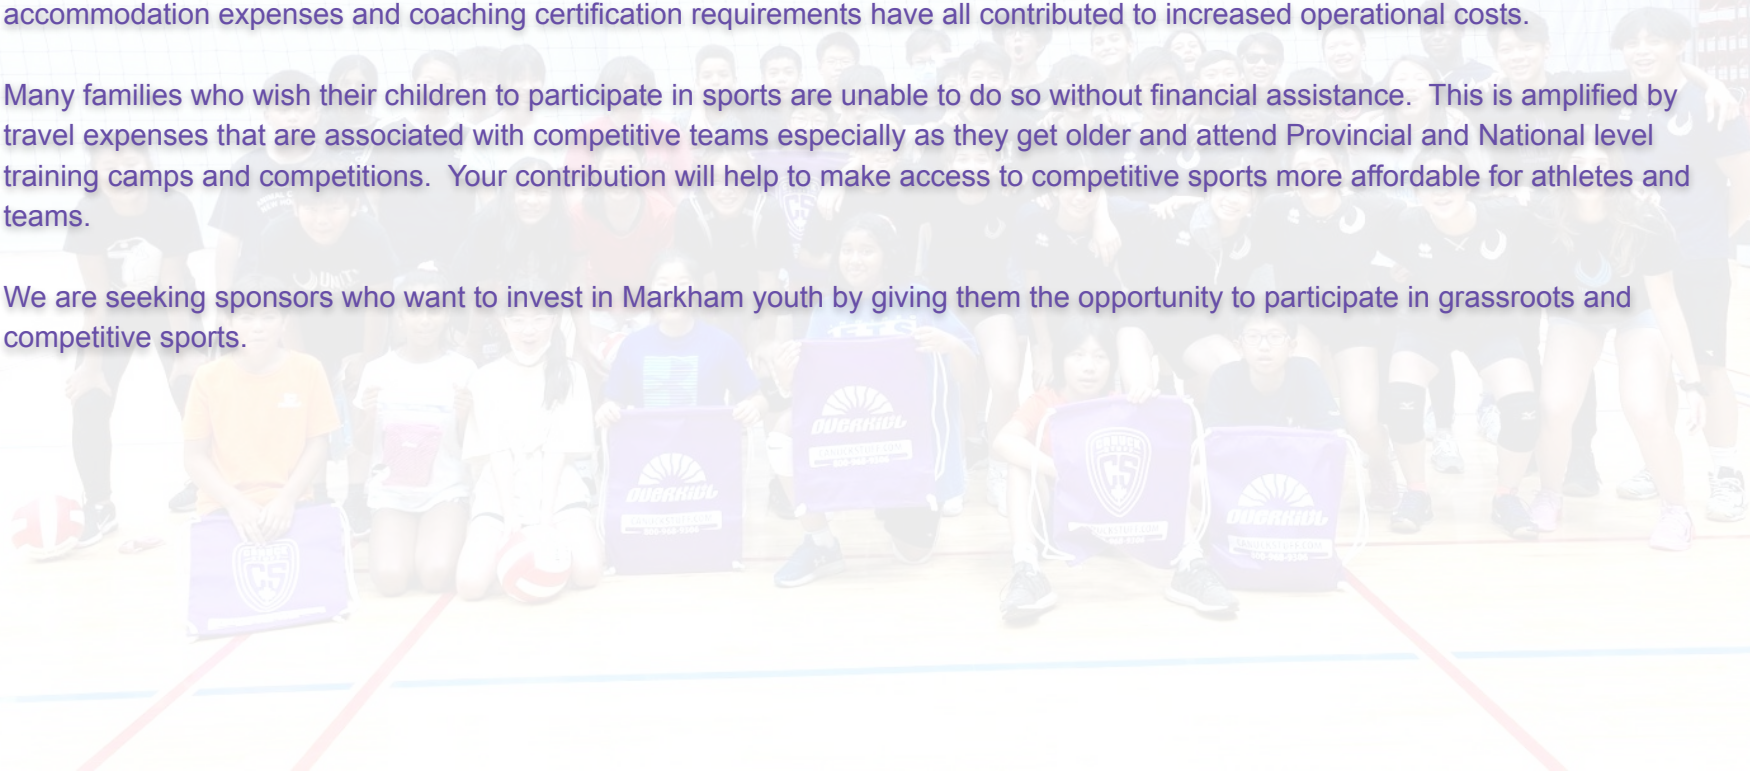 accommodation expenses and coaching certification requirements have all contributed to increased operational costs.
Many families who wish their children to participate in sports are unable to do so without financial assistance.  This is amplified by
travel expenses that are associated with competitive teams especially as they get older and attend Provincial and National level
training camps and competitions.  Your contribution will help to make access to competitive sports more affordable for athletes and
teams.
We are seeking sponsors who want to invest in Markham youth by giving them the opportunity to participate in grassroots and
competitive sports.
OVERKIDL
OVERKIDL
CS
OVERKIDL
CS